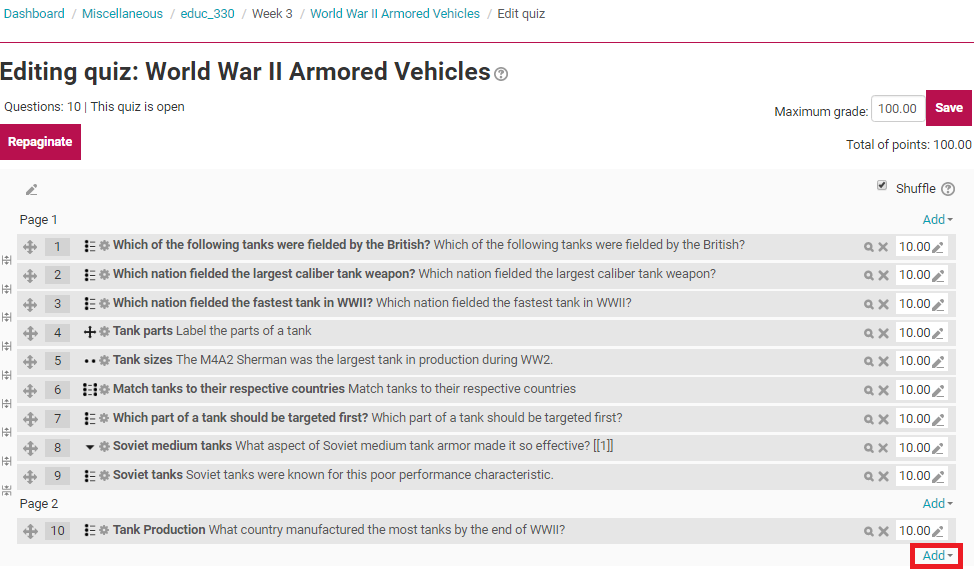 Dashboard / Miscellaneous / educ_330 / Week 3 / World War II Armored Vehicles / Edit quiz
Editing quiz: World War II Armored Vehicles
Questions: 10 | This quiz is open
Maximum grade: 100.00 Save
Repaginate
Total of points: 100.00
Shuffle
Page 1 Add
1 Which of the following tanks were fielded by the British? Which of the following tanks were fielded by the British? 10.00
2 Which nation fielded the largest caliber tank weapon? Which nation fielded the largest caliber tank weapon? 10.00
3 Which nation fielded the fastest tank in WWII? Which nation fielded the fastest tank in WWII? 10.00
4 Tank parts Label the parts of a tank 10.00
5 Tank sizes The M4A2 Sherman was the largest tank in production during WW2. 10.00
6 Match tanks to their respective countries Match tanks to their respective countries 10.00
7 Which part of a tank should be targeted first? Which part of a tank should be targeted first? 10.00
8 Soviet medium tanks What aspect of Soviet medium tank armor made it so effective? [[1]] 10.00
9 Soviet tanks Soviet tanks were known for this poor performance characteristic. 10.00
Page 2 Add
10 Tank Production What country manufactured the most tanks by the end of WWII? 10.00
Add